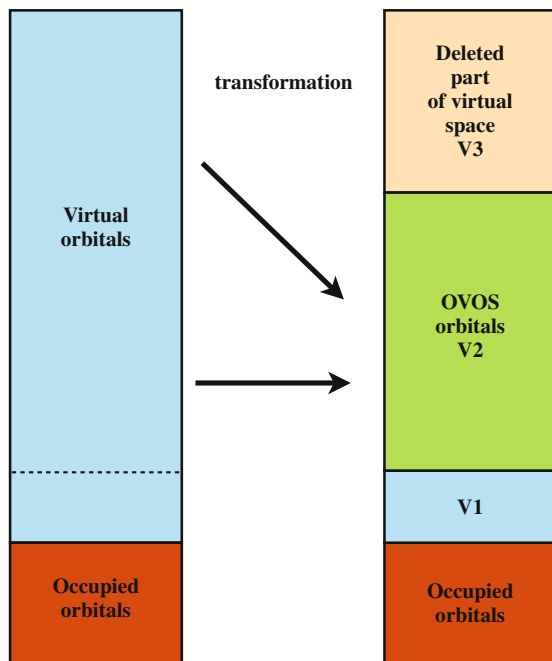 Virtual
orbitals
Occupied
orbitals
transformation
Deleted
part
of virtual
space
V3
OVOS
orbitals
V2
V1
Occupied
orbitals